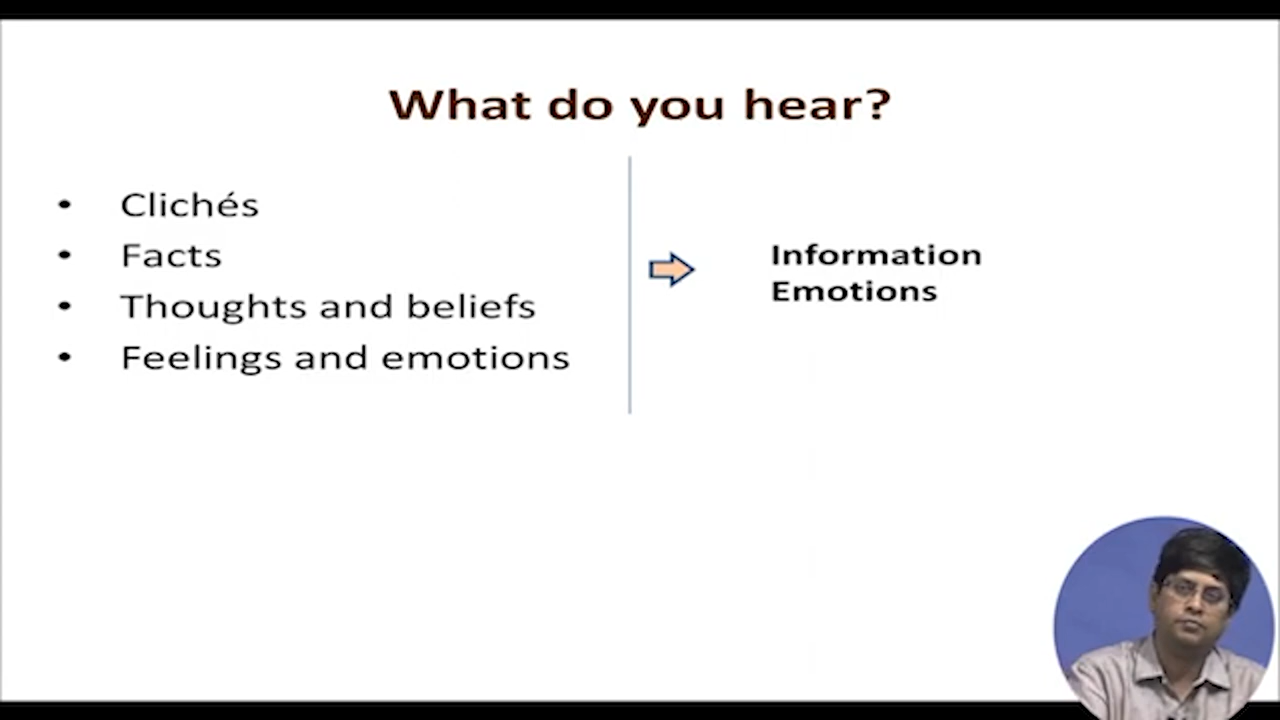 What do you hear?
• Clichés
• Facts
• Thoughts and beliefs
• Feelings and emotions
Information
Emotions